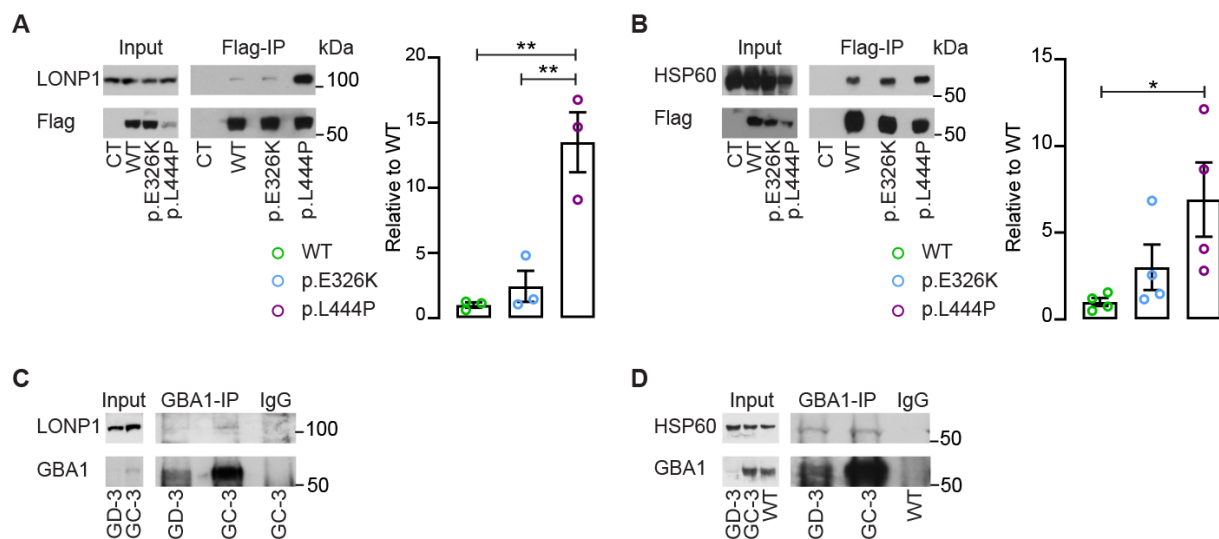 A
Input Flag-IP kDa
LONP1
100
Flag
50
CT WT p.E326K p.L444P CT WT p.E326K p.L444P
WT
p.E326K
p.L444P
Relative to WT
20
15
10
5
0
**
**
B
Input Flag-IP kDa
HSP60
50
Flag
50
CT WT p.E326K p.L444P CT WT p.E326K p.L444P
WT
p.E326K
p.L444P
Relative to WT
15
10
5
0
*
C
Input GBA1-IP IgG
LONP1
100
GBA1
50
GD-3 GC-3 GD-3 GC-3 GC-3
D
Input GBA1-IP IgG
HSP60
50
GBA1
50
GD-3 GC-3 WT GD-3 GC-3 WT